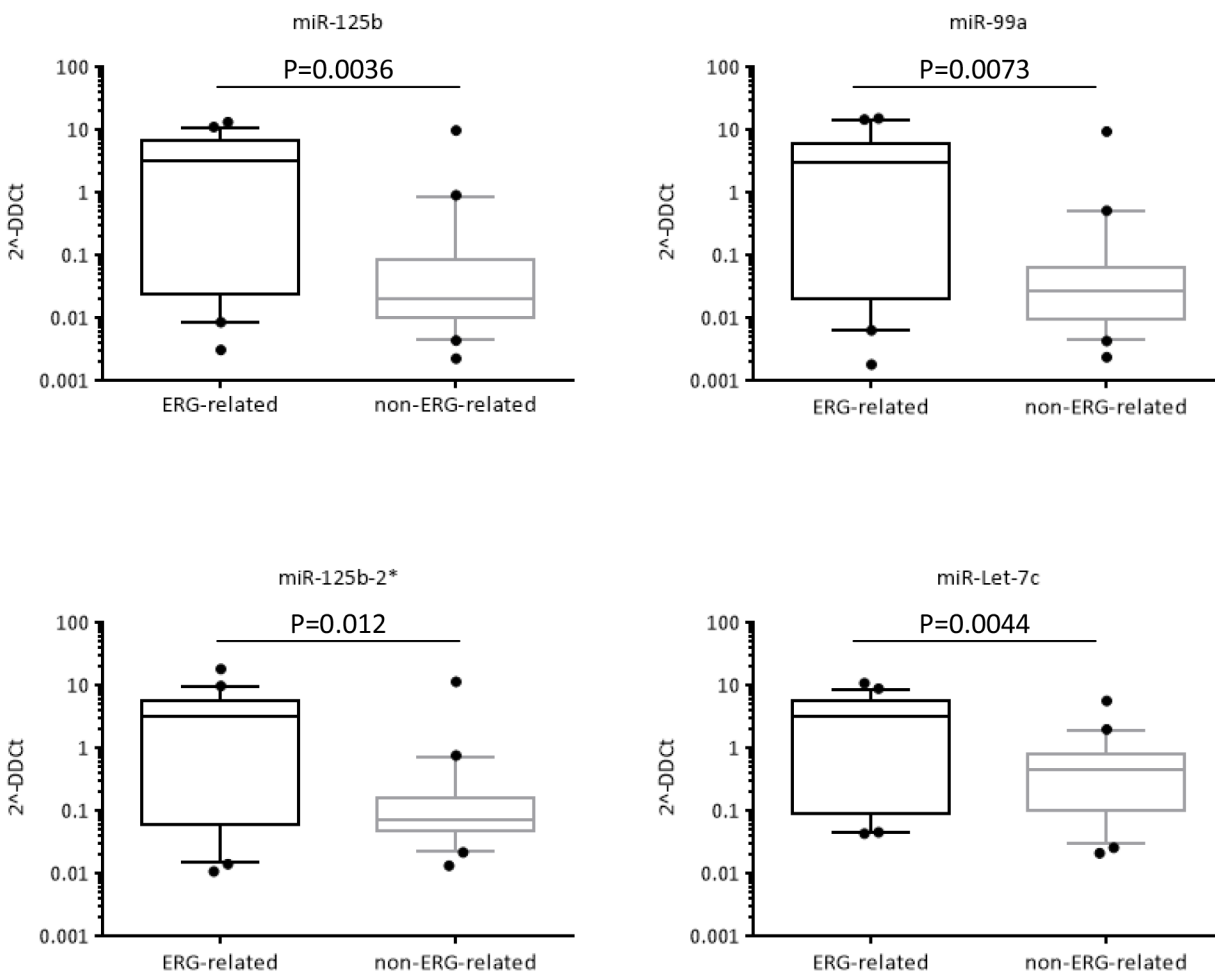 miR-125b
P=0.0036
100
10
1
0.1
0.01
0.001
2^-DDCt
ERG-related
non-ERG-related
miR-99a
P=0.0073
100
10
1
0.1
0.01
0.001
2^-DDCt
ERG-related
non-ERG-related
miR-125b-2*
P=0.012
100
10
1
0.1
0.01
0.001
2^-DDCt
ERG-related
non-ERG-related
miR-Let-7c
P=0.0044
100
10
1
0.1
0.01
0.001
2^-DDCt
ERG-related
non-ERG-related